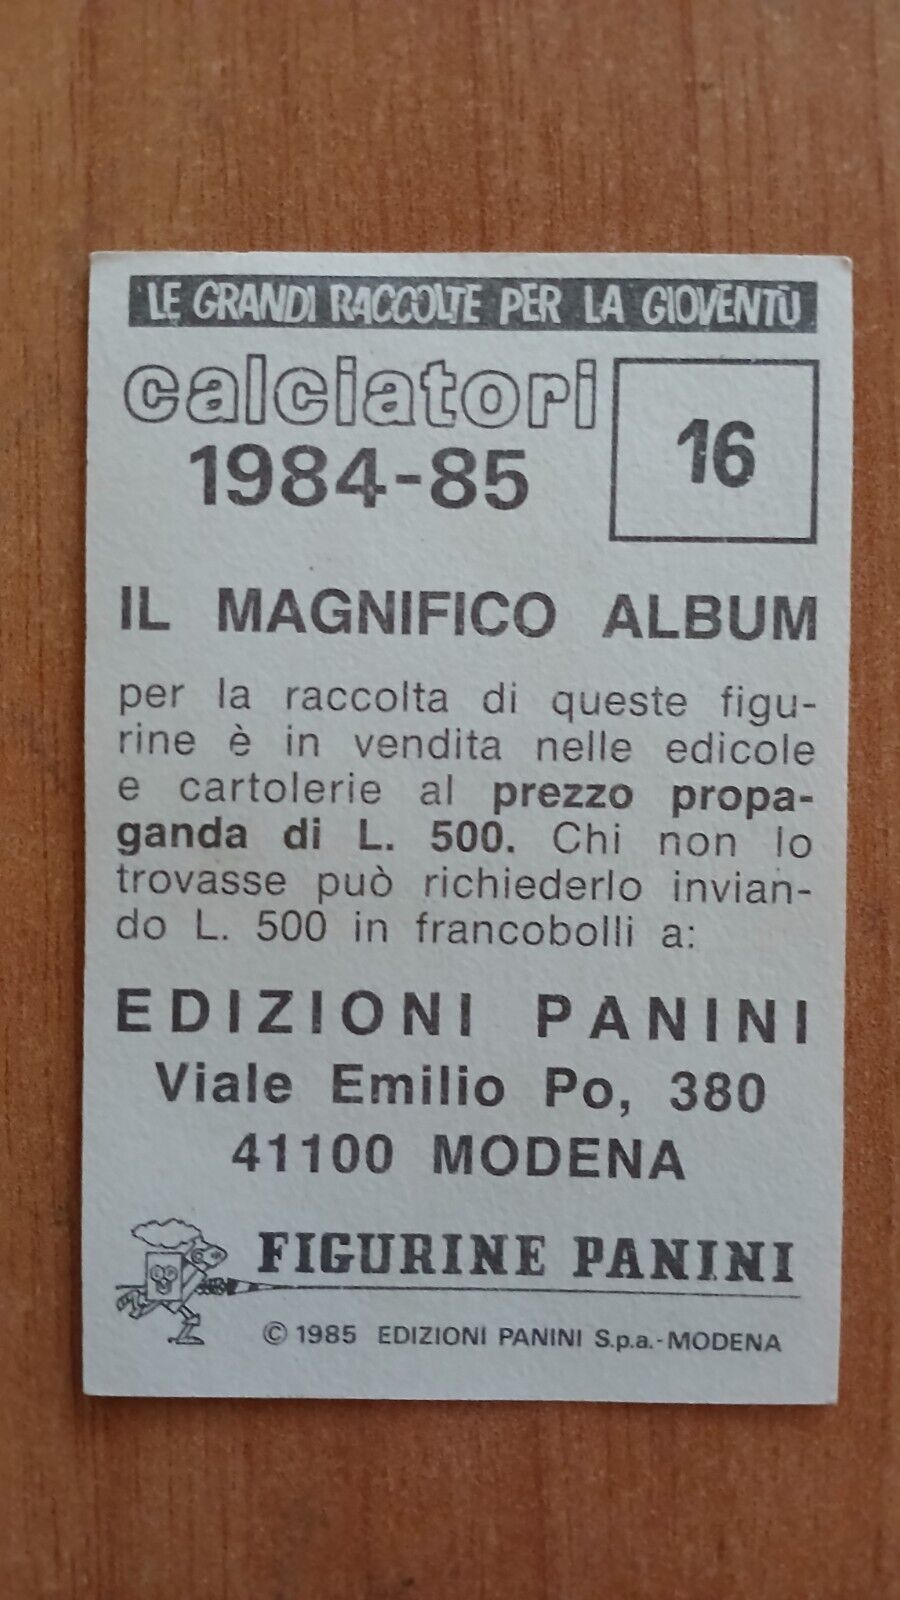 LE GRANDI RACCOLTE PER LA GIOVENTÙ
calciatori
1984-85
16
IL MAGNIFICO ALBUM
per la raccolta di queste figu-
rine è in vendita nelle edicole
e cartolerie al prezzo propa-
ganda di L. 500. Chi non lo
trovasse può richiederlo invian-
do L. 500 in francobolli a:
EDIZIONI PANINI
Viale Emilio Po, 380
41100 MODENA
FIGURINE PANINI
© 1985 EDIZIONI PANINI S.p.a.-MODENA